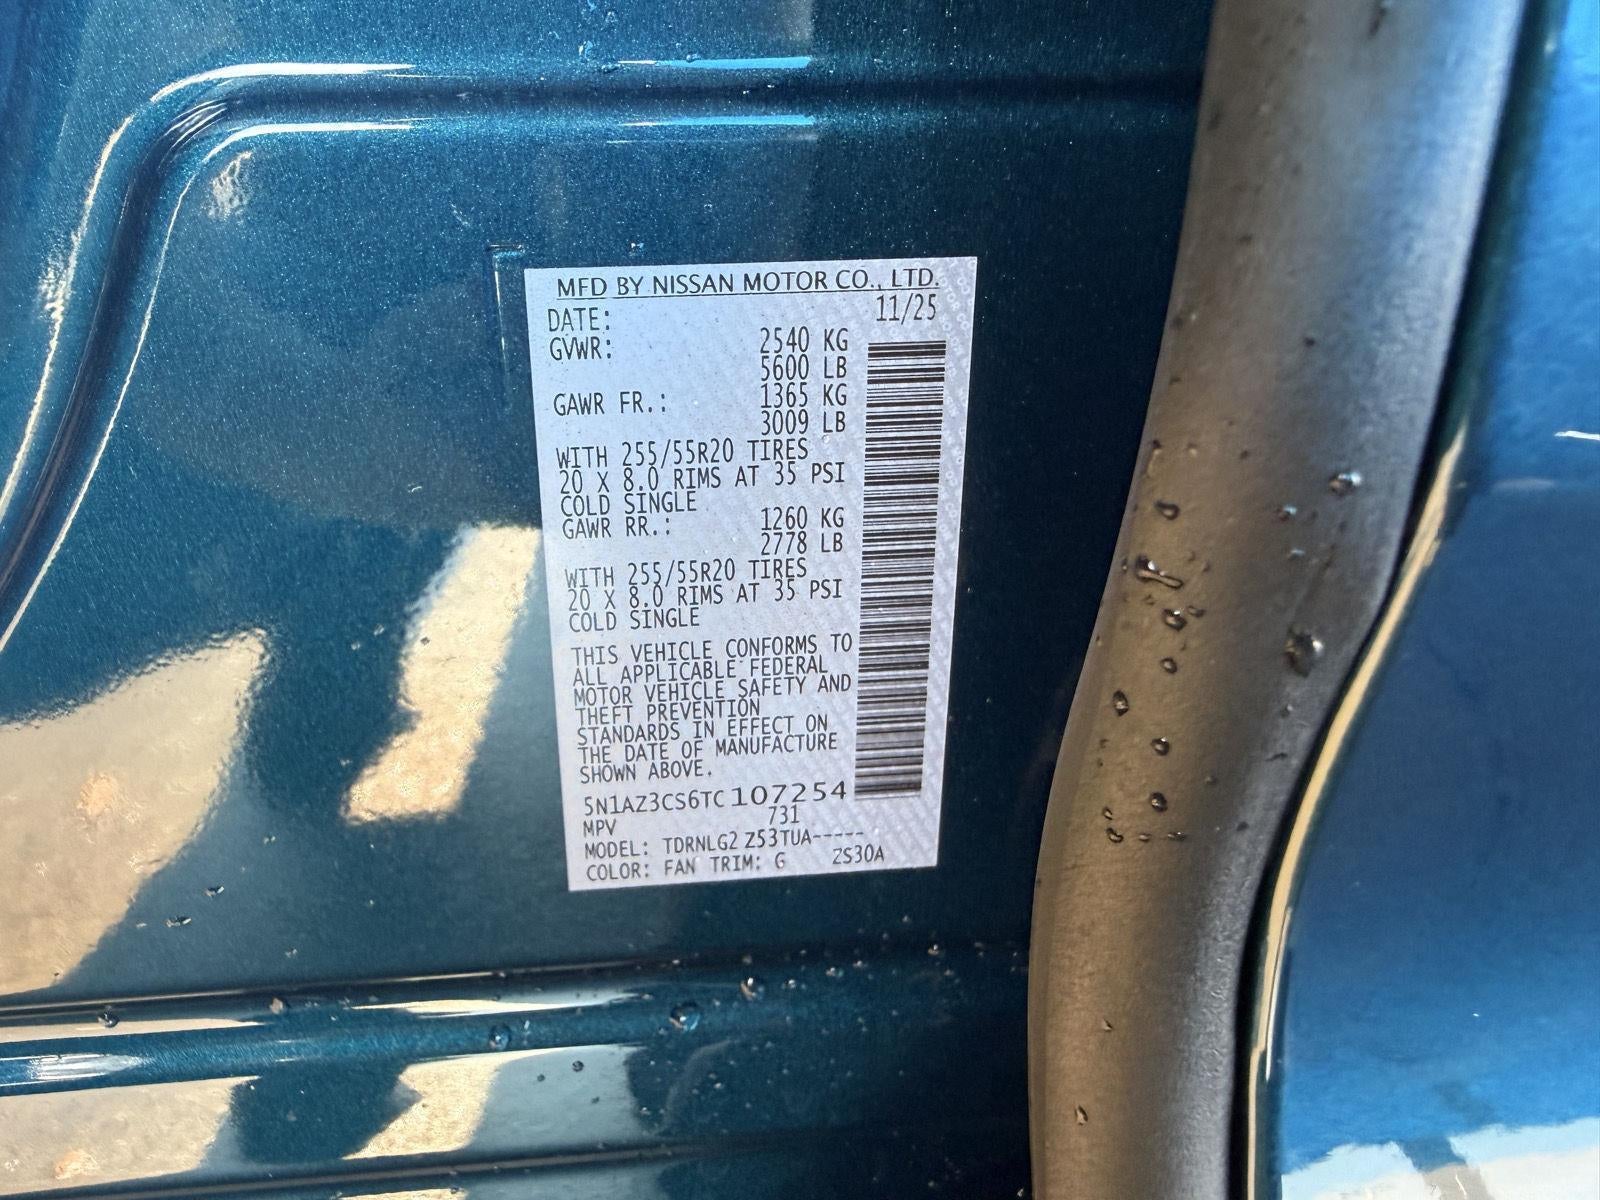 MFD BY NISSAN MOTOR CO., LTD.
DATE: 11/25
GVWR: 2540 KG
5600 LB
GAWR FR.: 1365 KG
3009 LB
WITH 255/55R20 TIRES
20 X 8.0 RIMS AT 35 PSI
COLD SINGLE
GAWR RR.: 1260 KG
2778 LB
WITH 255/55R20 TIRES
20 X 8.0 RIMS AT 35 PSI
COLD SINGLE
THIS VEHICLE CONFORMS TO
ALL APPLICABLE FEDERAL
MOTOR VEHICLE SAFETY AND
THEFT PREVENTION
STANDARDS IN EFFECT ON
THE DATE OF MANUFACTURE
SHOWN ABOVE.
5N1AZ3CS6TC107254
MPV 731
MODEL: TDRNLG2 Z53TUA-----
COLOR: FAN TRIM: G ZS30A